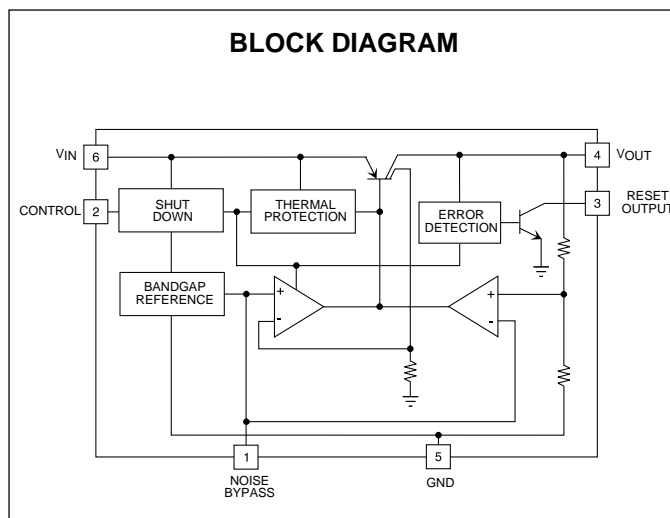 BLOCK DIAGRAM
VIN
6
4
VOUT
CONTROL
2
SHUT
DOWN
THERMAL
PROTECTION
ERROR
DETECTION
3
RESET
OUTPUT
BANDGAP
REFERENCE
+
-
+
-
1
5
NOISE
BYPASS
GND